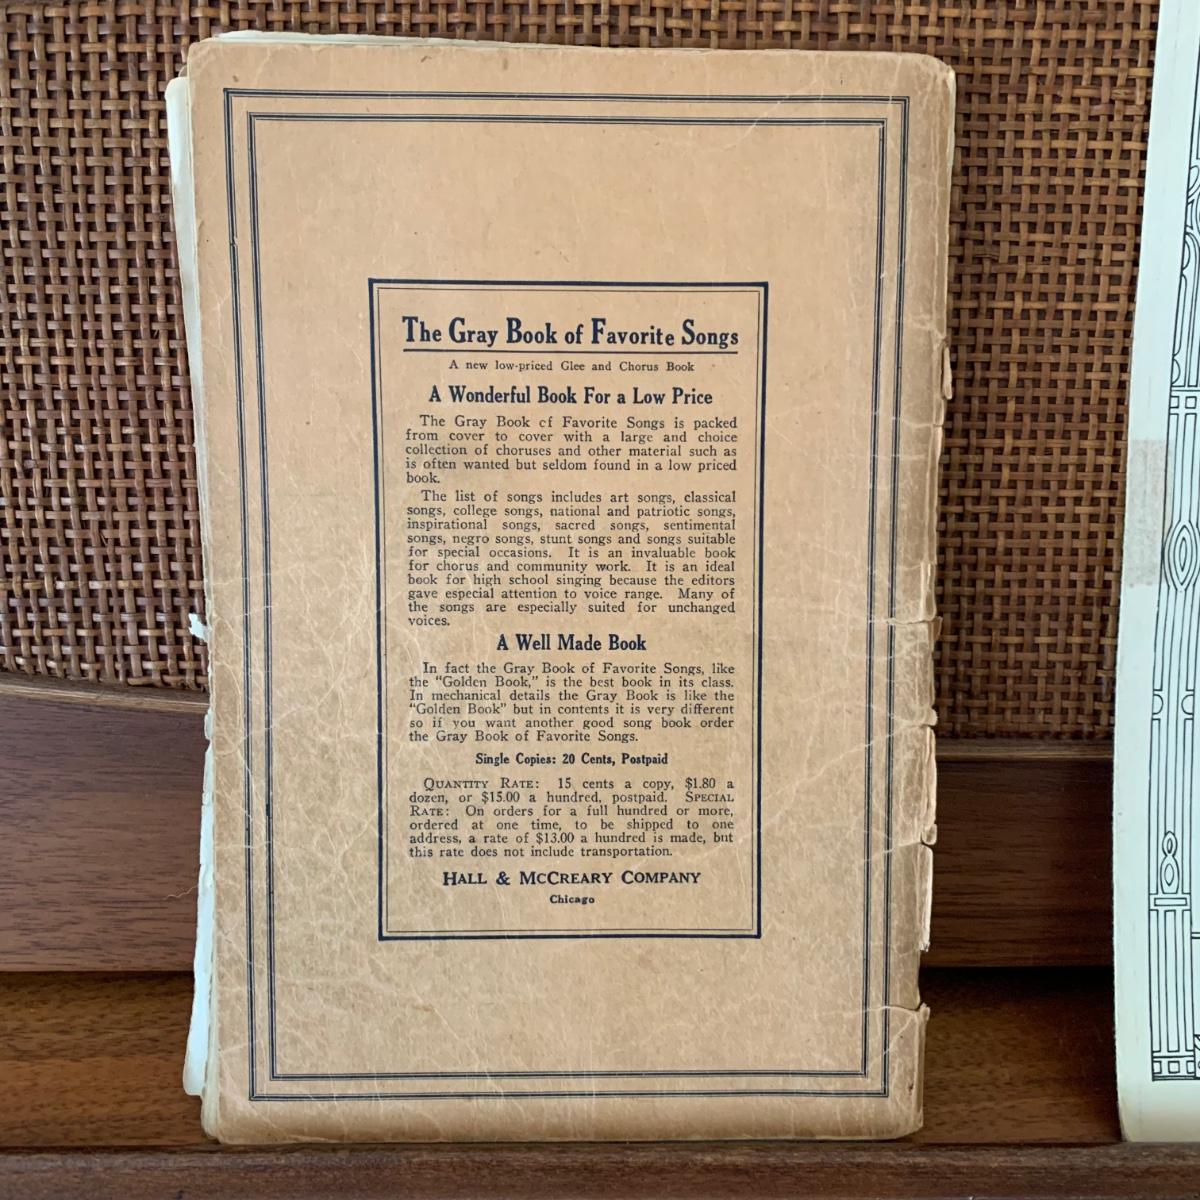 The Gray Book of Favorite Songs
A new low-priced Glee and Chorus Book
A Wonderful Book For a Low Price
The Gray Book cf Favorite Songs is packed
from cover to cover with a large and choice
collection of choruses and other material such as
is often wanted but seldom found in a low priced
book.
The list of songs includes art songs, classical
songs, college songs, national and patriotic songs,
inspirational songs, sacred songs, sentimental
songs, negro songs, stunt songs and songs suitable
for special occasions. It is an invaluable book
for chorus and community work. It is an ideal
book for high school singing because the editors
gave especial attention to voice range. Many of
the songs are especially suited for unchanged
voices.
A Well Made Book
In fact the Gray Book of Favorite Songs, like
the “Golden Book,” is the best book in its class.
In mechanical details the Gray Book is like the
“Golden Book” but in contents it is very different
so if you want another good song book order
the Gray Book of Favorite Songs.
Single Copies: 20 Cents, Postpaid
QUANTITY RATE: 15 cents a copy, $1.80 a
dozen, or $15.00 a hundred, postpaid. SPECIAL
RATE: On orders for a full hundred or more,
ordered at one time, to be shipped to one
address, a rate of $13.00 a hundred is made, but
this rate does not include transportation.
HALL & McCREARY COMPANY
Chicago